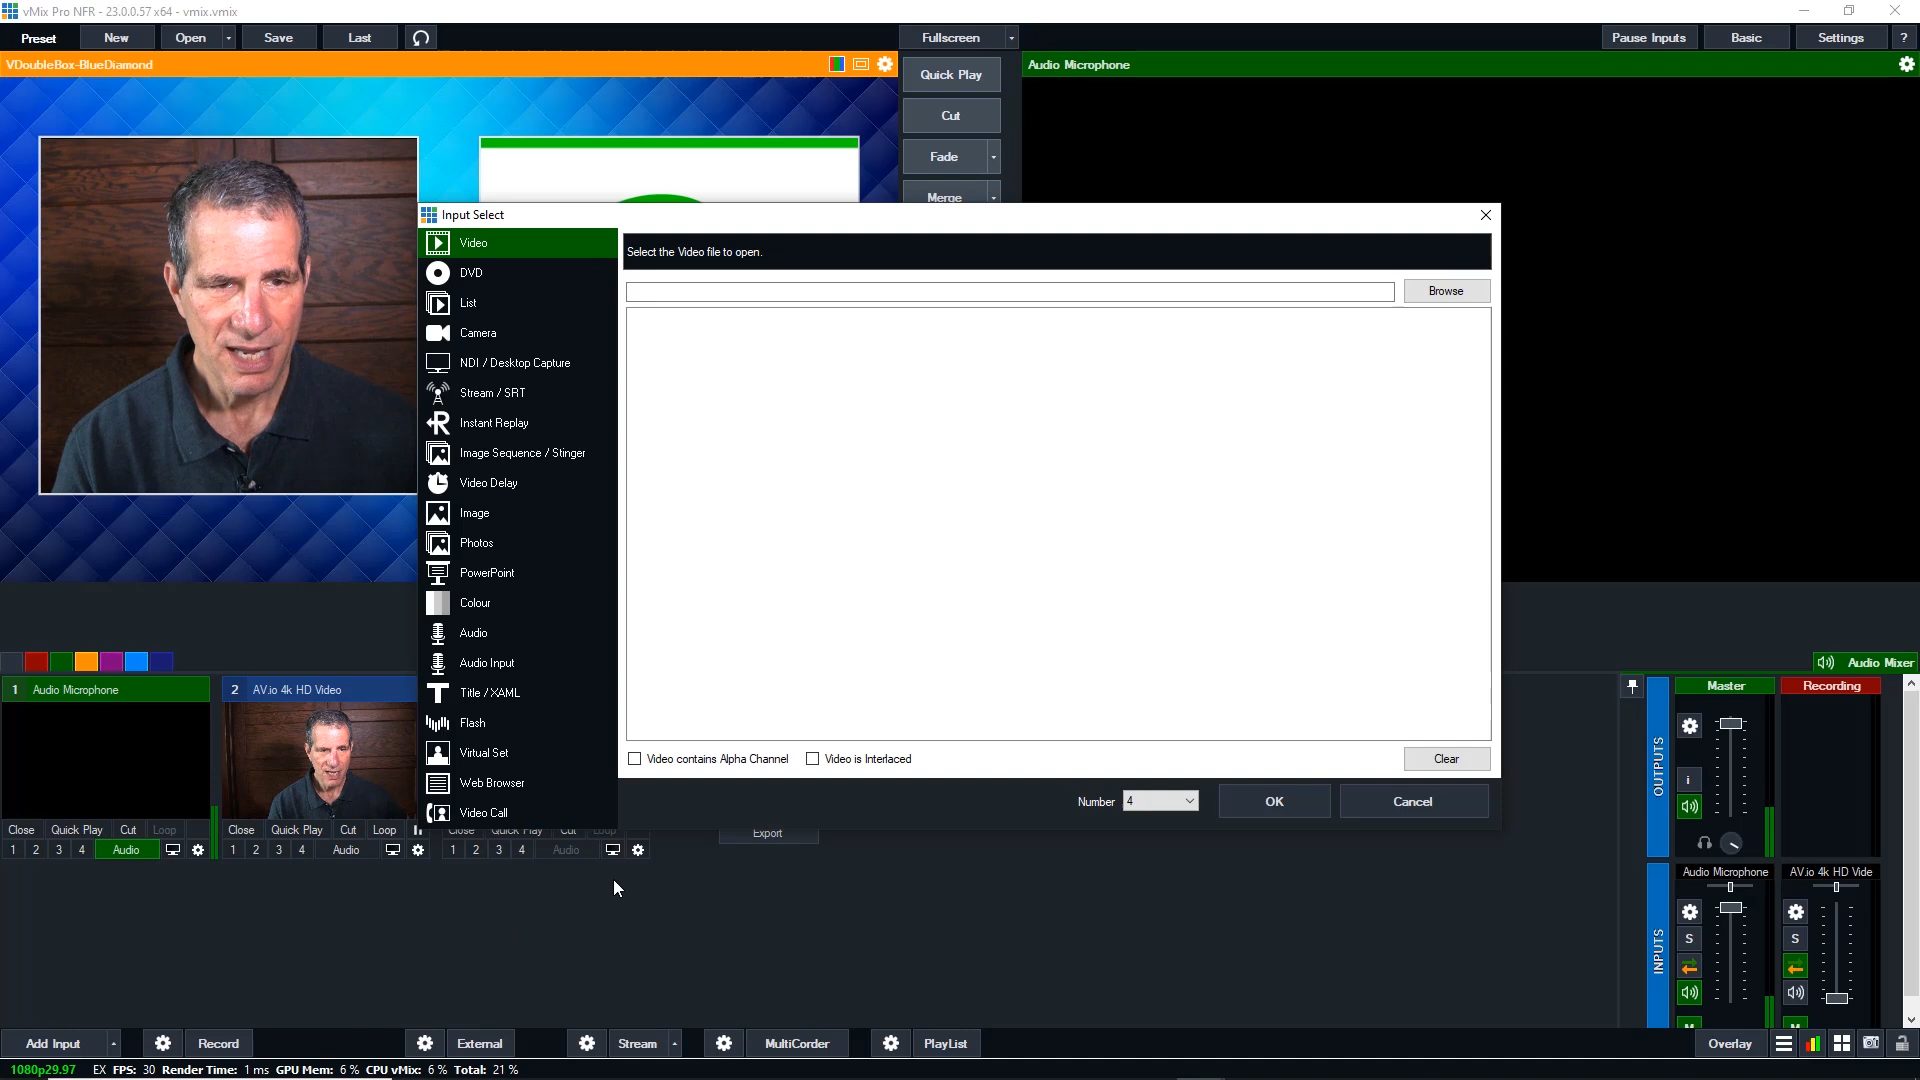 vMix Pro NFR - 23.0.0.57 x64 - vmix.vmix
Preset
New
Open
Save
Last
Fullscreen
Pause Inputs
Basic
Settings
?
VDoubleBox-BlueDiamond
Audio Microphone
Quick Play
Cut
Fade
Merge
Input Select
Video
DVD
List
Camera
NDI / Desktop Capture
Stream / SRT
Instant Replay
Image Sequence / Stinger
Video Delay
Image
Photos
PowerPoint
Colour
Audio
Audio Input
Title / XAML
Flash
Virtual Set
Web Browser
Video Call
Select the Video file to open.
Browse
Video contains Alpha Channel
Video is Interlaced
Clear
Number 4
OK
Cancel
Export
1 Audio Microphone
2 AV.io 4k HD Video
Close Quick Play Cut Loop
1 2 3 4 Audio
Close Quick Play Cut Loop
1 2 3 4 Audio
Close Quick Play Cut Loop
1 2 3 4 Audio
Audio Mixer
Master
Recording
OUTPUTS
i
Audio Microphone
AV.io 4k HD Vide
INPUTS
S
S
M
M
Add Input
Record
External
Stream
MultiCorder
PlayList
Overlay
1080p29.97 EX FPS: 30 Render Time: 1 ms GPU Mem: 6 % CPU vMix: 6 % Total: 21 %